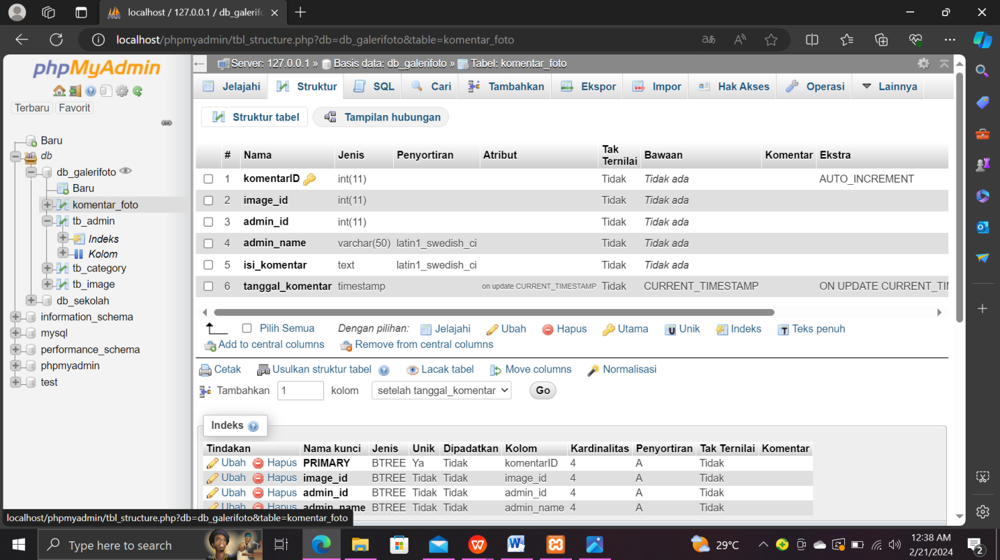 localhost / 127.0.0.1 / db_galerifo
localhost/phpmyadmin/tbl_structure.php?db=db_galerifoto&table=komentar_foto
phpMyAdmin
Terbaru Favorit
Baru
db
db_galerifoto
Baru
komentar_foto
tb_admin
Indeks
Kolom
tb_category
tb_image
db_sekolah
information_schema
mysql
performance_schema
phpmyadmin
test
Server: 127.0.0.1 » Basis data: db_galerifoto » Tabel: komentar_foto
Jelajahi Struktur SQL Cari Tambahkan Ekspor Impor Hak Akses Operasi Lainnya
Struktur tabel Tampilan hubungan
# Nama Jenis Penyortiran Atribut Tak Ternilai Bawaan Komentar Ekstra
1 komentarID int(11) Tidak Tidak ada AUTO_INCREMENT
2 image_id int(11) Tidak Tidak ada
3 admin_id int(11) Tidak Tidak ada
4 admin_name varchar(50) latin1_swedish_ci Tidak Tidak ada
5 isi_komentar text latin1_swedish_ci Tidak Tidak ada
6 tanggal_komentar timestamp on update CURRENT_TIMESTAMP Tidak CURRENT_TIMESTAMP ON UPDATE CURRENT_TI
Pilih Semua Dengan pilihan: Jelajahi Ubah Hapus Utama Unik Indeks Teks penuh
Add to central columns Remove from central columns
Cetak Usulkan struktur tabel Lacak tabel Move columns Normalisasi
Tambahkan 1 kolom setelah tanggal_komentar Go
Indeks
Tindakan Nama kunci Jenis Unik Dipadatkan Kolom Kardinalitas Penyortiran Tak Ternilai Komentar
Ubah Hapus PRIMARY BTREE Ya Tidak komentarID 4 A Tidak
Ubah Hapus image_id BTREE Tidak Tidak image_id 4 A Tidak
Ubah Hapus admin_id BTREE Tidak Tidak admin_id 4 A Tidak
Ubah Hapus admin_name BTREE Tidak Tidak admin_name 4 A Tidak
localhost/phpmyadmin/tbl_structure.php?db=db_galerifoto&table=komentar_foto
Type here to search
29°C
12:38 AM
2/21/2024
2